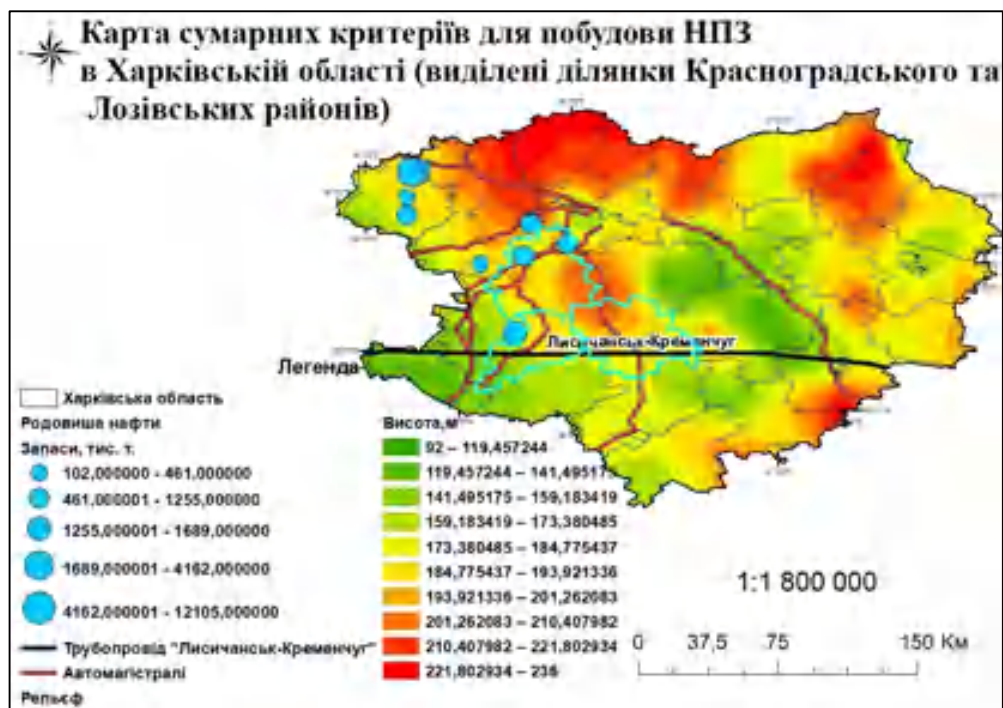 Карта сумарних критеріїв для побудови НПЗ
в Харківській області (виділені ділянки Красноградського та
Лозівських районів)
Лисичанськ-Кременчуг
Легенда
Харківська область
Родовиша нафти
Запаси, тис. т.
102,000000 - 461,000000
461,000001 - 1255,000000
1255,000001 - 1689,000000
1689,000001 - 4162,000000
4162,000001 - 12105,000000
Трубопровід "Лисичанськ-Кременчуг"
Автомагістралі
Рельєф
Висота,м
92 – 119,457244
119,457244 – 141,495175
141,495175 – 159,183419
159,183419 – 173,380485
173,380485 – 184,775437
184,775437 – 193,921336
193,921336 – 201,262083
201,262083 – 210,407982
210,407982 – 221,802934
221,802934 – 236
1:1 800 000
0 37,5 75 150 Км